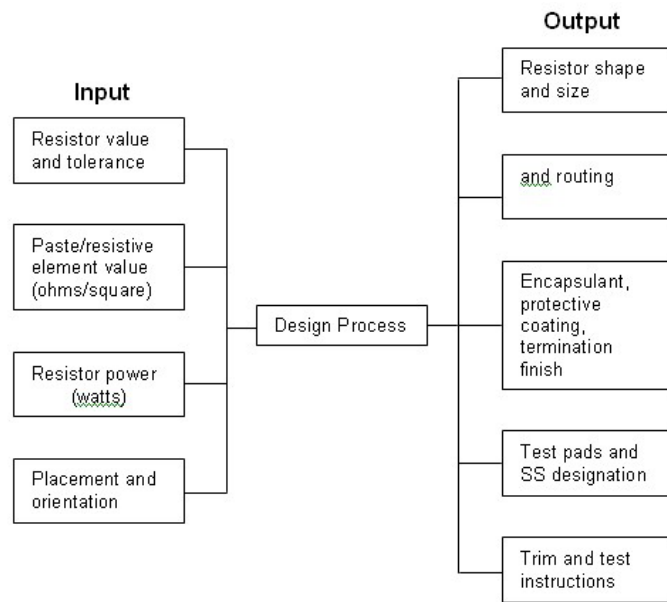 Input
Resistor value
and tolerance
Paste/resistive
element value
(ohms/square)
Resistor power
(watts)
Placement and
orientation
Design Process
Output
Resistor shape
and size
and routing
Encapsulant,
protective
coating,
termination
finish
Test pads and
SS designation
Trim and test
instructions